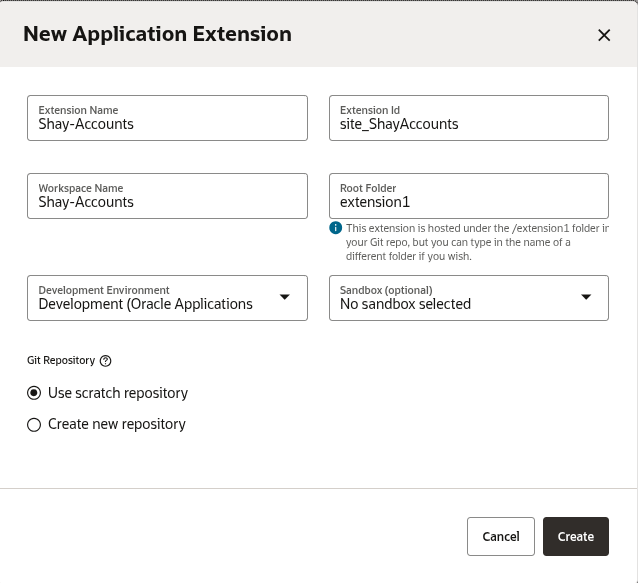 New Application Extension
Extension Name
Shay-Accounts
Extension Id
site_ShayAccounts
Workspace Name
Shay-Accounts
Root Folder
extension1
This extension is hosted under the /extension1 folder in
your Git repo, but you can type in the name of a
different folder if you wish.
Development Environment
Development (Oracle Applications
Sandbox (optional)
No sandbox selected
Git Repository
Use scratch repository
Create new repository
Cancel
Create